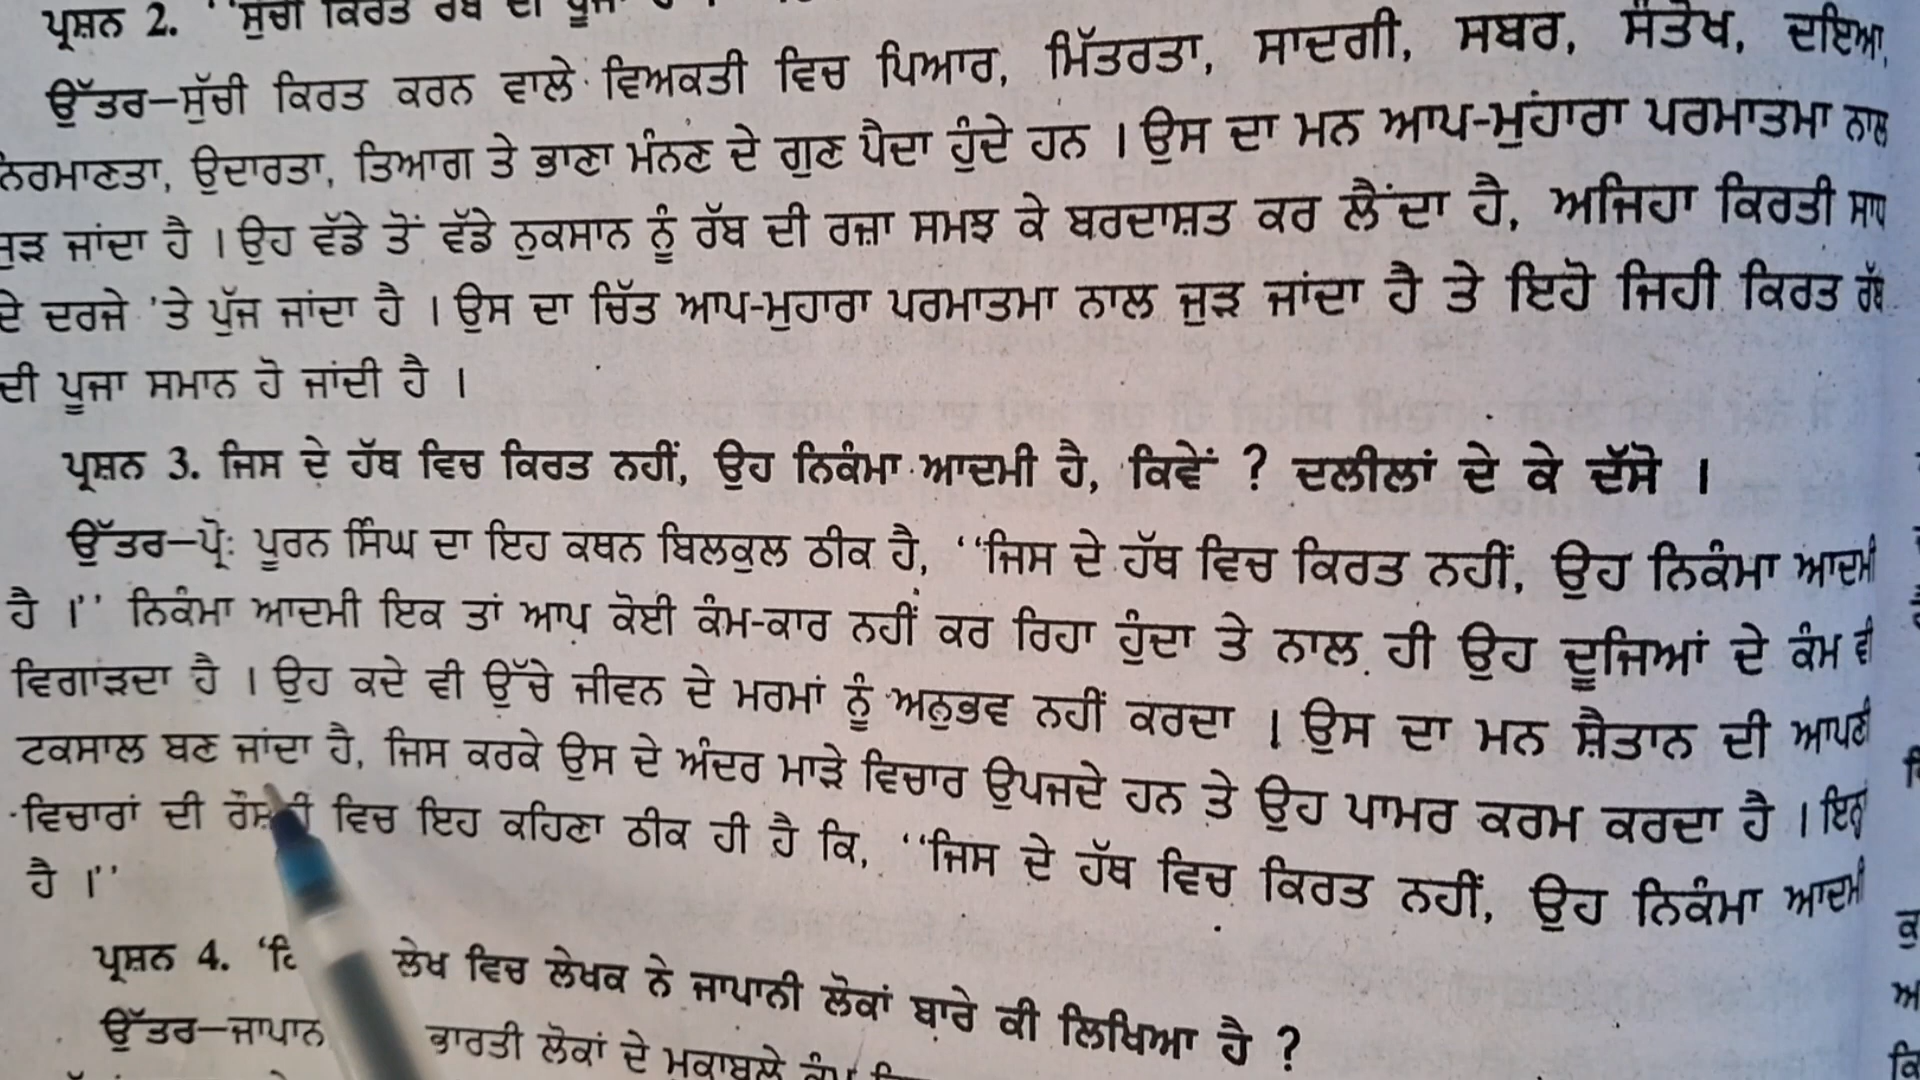 ਪ੍ਰਸ਼ਨ 2. ''ਸੁੱਚੀ ਕਿਰਤ ਰੱਬ ਦੀ ਪੂਜਾ
ਉੱਤਰ–ਸੁੱਚੀ ਕਿਰਤ ਕਰਨ ਵਾਲੇ ਵਿਅਕਤੀ ਵਿਚ ਪਿਆਰ, ਮਿੱਤਰਤਾ, ਸਾਦਗੀ, ਸਬਰ, ਸੰਤੋਖ, ਦਇਆ,
ਨਿਰਮਾਣਤਾ, ਉਦਾਰਤਾ, ਤਿਆਗ ਤੇ ਭਾਣਾ ਮੰਨਣ ਦੇ ਗੁਣ ਪੈਦਾ ਹੁੰਦੇ ਹਨ । ਉਸ ਦਾ ਮਨ ਆਪ-ਮੁਹਾਰਾ ਪਰਮਾਤਮਾ ਨਾਲ
ਜੁੜ ਜਾਂਦਾ ਹੈ । ਉਹ ਵੱਡੇ ਤੋਂ ਵੱਡੇ ਨੁਕਸਾਨ ਨੂੰ ਰੱਬ ਦੀ ਰਜ਼ਾ ਸਮਝ ਕੇ ਬਰਦਾਸ਼ਤ ਕਰ ਲੈਂਦਾ ਹੈ, ਅਜਿਹਾ ਕਿਰਤੀ ਸਾਧ
ਦੇ ਦਰਜੇ 'ਤੇ ਪੁੱਜ ਜਾਂਦਾ ਹੈ । ਉਸ ਦਾ ਚਿੱਤ ਆਪ-ਮੁਹਾਰਾ ਪਰਮਾਤਮਾ ਨਾਲ ਜੁੜ ਜਾਂਦਾ ਹੈ ਤੇ ਇਹੋ ਜਿਹੀ ਕਿਰਤ ਰੱਬ
ਦੀ ਪੂਜਾ ਸਮਾਨ ਹੋ ਜਾਂਦੀ ਹੈ ।
ਪ੍ਰਸ਼ਨ 3. ਜਿਸ ਦੇ ਹੱਥ ਵਿਚ ਕਿਰਤ ਨਹੀਂ, ਉਹ ਨਿਕੰਮਾ ਆਦਮੀ ਹੈ, ਕਿਵੇਂ ? ਦਲੀਲਾਂ ਦੇ ਕੇ ਦੱਸੋ ।
ਉੱਤਰ–ਪ੍ਰੋ: ਪੂਰਨ ਸਿੰਘ ਦਾ ਇਹ ਕਥਨ ਬਿਲਕੁਲ ਠੀਕ ਹੈ, ''ਜਿਸ ਦੇ ਹੱਥ ਵਿਚ ਕਿਰਤ ਨਹੀਂ, ਉਹ ਨਿਕੰਮਾ ਆਦਮੀ
ਹੈ ।'' ਨਿਕੰਮਾ ਆਦਮੀ ਇਕ ਤਾਂ ਆਪ ਕੋਈ ਕੰਮ-ਕਾਰ ਨਹੀਂ ਕਰ ਰਿਹਾ ਹੁੰਦਾ ਤੇ ਨਾਲ ਹੀ ਉਹ ਦੂਜਿਆਂ ਦੇ ਕੰਮ ਵੀ
ਵਿਗਾੜਦਾ ਹੈ । ਉਹ ਕਦੇ ਵੀ ਉੱਚੇ ਜੀਵਨ ਦੇ ਮਰਮਾਂ ਨੂੰ ਅਨੁਭਵ ਨਹੀਂ ਕਰਦਾ । ਉਸ ਦਾ ਮਨ ਸ਼ੈਤਾਨ ਦੀ ਆਪਣੀ
ਟਕਸਾਲ ਬਣ ਜਾਂਦਾ ਹੈ, ਜਿਸ ਕਰਕੇ ਉਸ ਦੇ ਅੰਦਰ ਮਾੜੇ ਵਿਚਾਰ ਉਪਜਦੇ ਹਨ ਤੇ ਉਹ ਪਾਮਰ ਕਰਮ ਕਰਦਾ ਹੈ । ਇਨ੍ਹਾਂ
ਵਿਚਾਰਾਂ ਦੀ ਰੌਸ਼ਨੀ ਵਿਚ ਇਹ ਕਹਿਣਾ ਠੀਕ ਹੀ ਹੈ ਕਿ, ''ਜਿਸ ਦੇ ਹੱਥ ਵਿਚ ਕਿਰਤ ਨਹੀਂ, ਉਹ ਨਿਕੰਮਾ ਆਦਮੀ
ਹੈ ।''
ਪ੍ਰਸ਼ਨ 4. ਲੇਖ ਵਿਚ ਲੇਖਕ ਨੇ ਜਾਪਾਨੀ ਲੋਕਾਂ ਬਾਰੇ ਕੀ ਲਿਖਿਆ ਹੈ ?
ਉੱਤਰ–ਜਾਪਾਨ ਭਾਰਤੀ ਲੋਕਾਂ ਦੇ ਮੁਕਾਬਲੇ